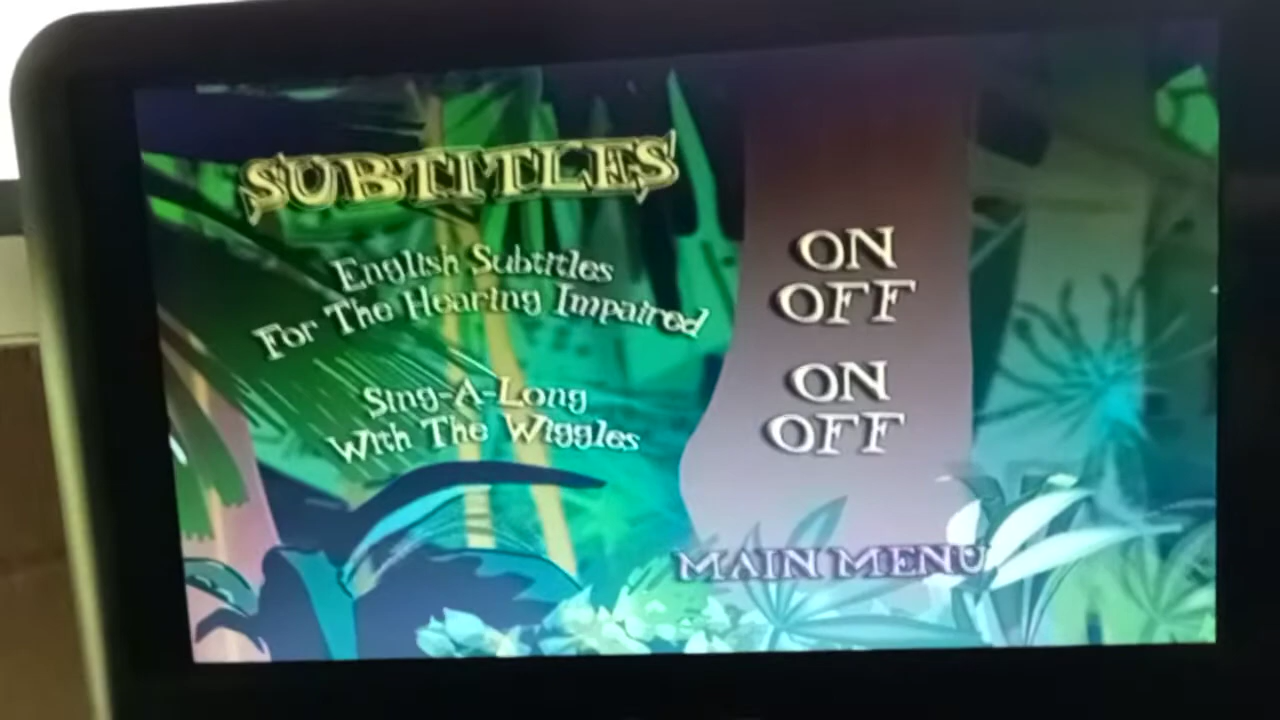 SUBTITLES
English Subtitles
For The Hearing Impaired
ON
OFF
Sing-A-Long
With The Wiggles
ON
OFF
MAIN MENU